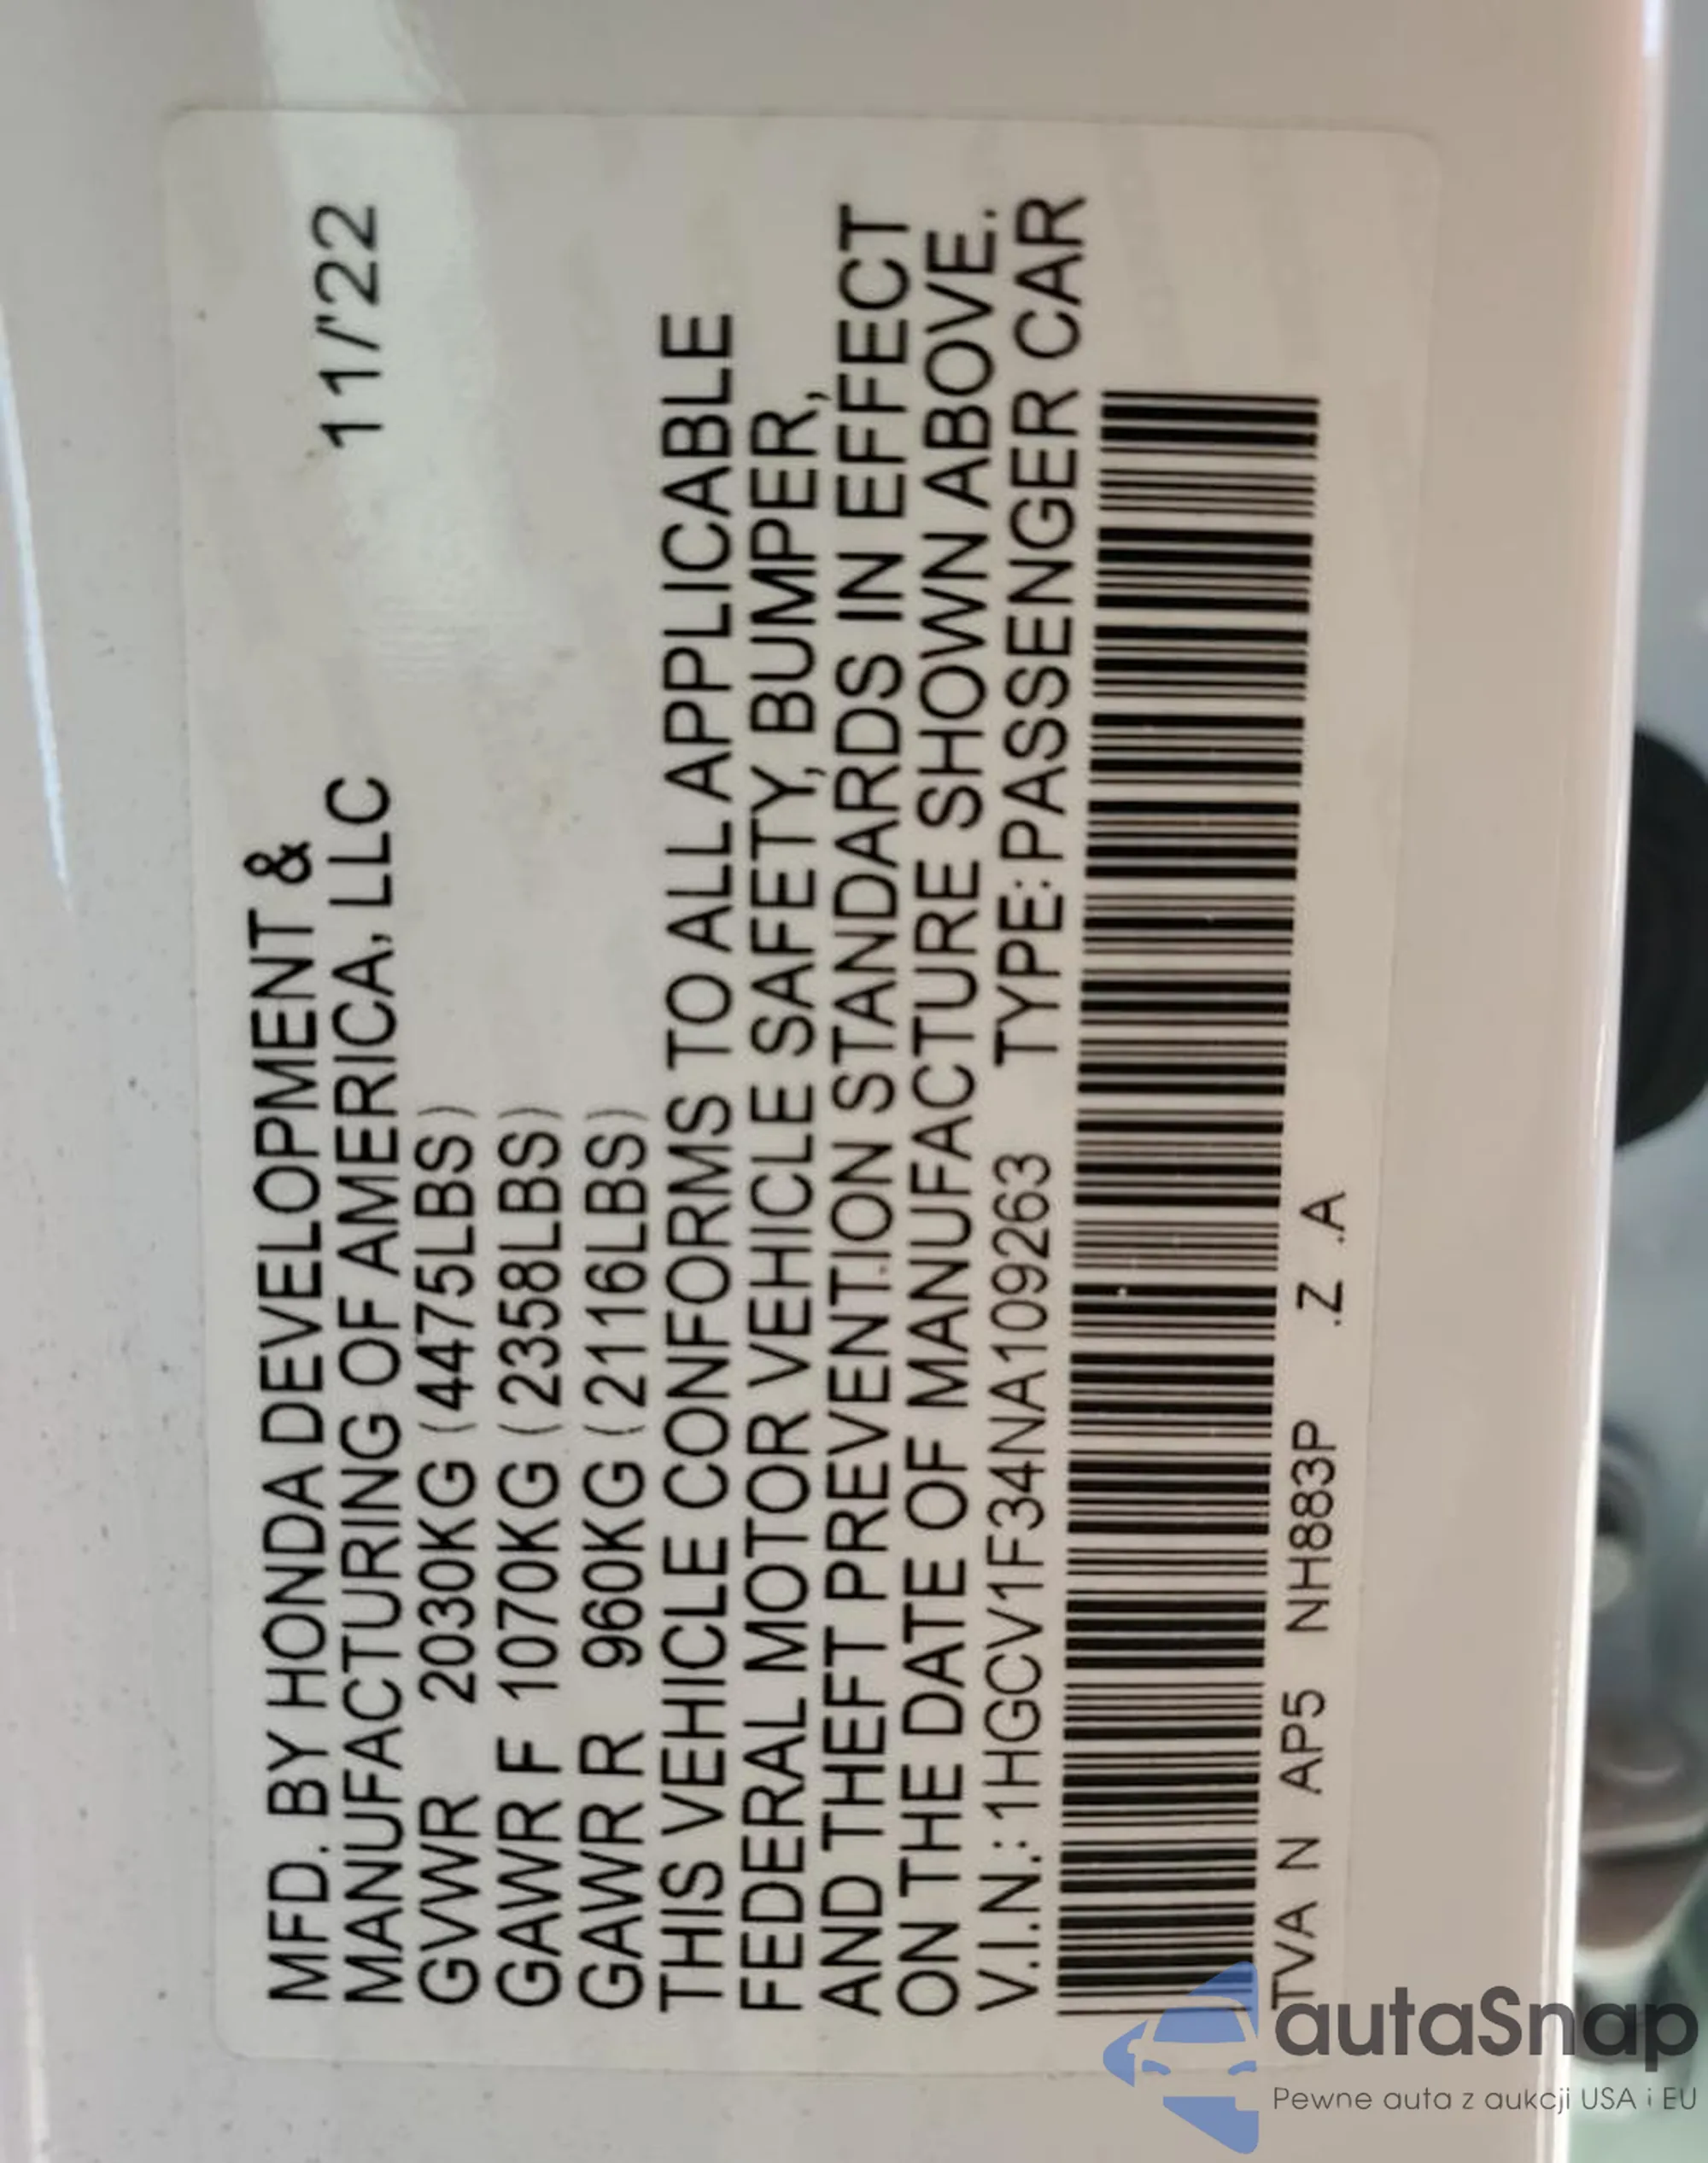 MFD. BY HONDA DEVELOPMENT &
MANUFACTURING OF AMERICA, LLC 11/'22
GVWR 2030KG (4475LBS)
GAWR F 1070KG (2358LBS)
GAWR R 960KG (2116LBS)
THIS VEHICLE CONFORMS TO ALL APPLICABLE
FEDERAL MOTOR VEHICLE SAFETY, BUMPER,
AND THEFT PREVENTION STANDARDS IN EFFECT
ON THE DATE OF MANUFACTURE SHOWN ABOVE.
V.I.N.: 1HGCV1F34NA109263 TYPE: PASSENGER CAR
TVA N AP5 NH883P .Z .A
autaSnap
Pewne auta z aukcji USA i EU